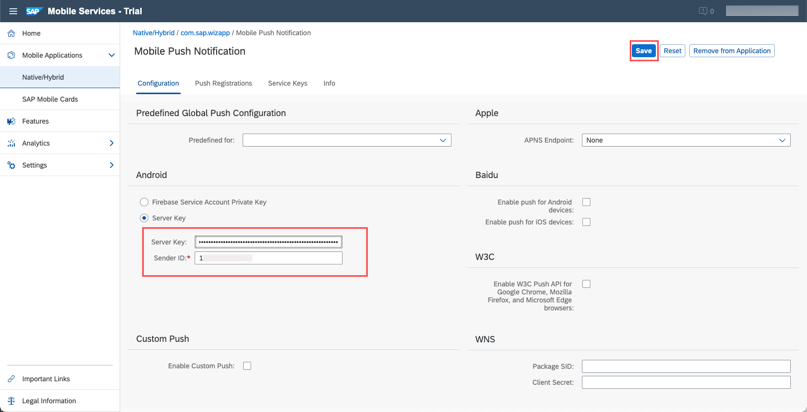 SAP Mobile Services - Trial
0
Home
Mobile Applications
Native/Hybrid
SAP Mobile Cards
Features
Analytics
Settings
Important Links
Legal Information
Native/Hybrid / com.sap.wizapp / Mobile Push Notification
Mobile Push Notification
Save Reset Remove from Application
Configuration Push Registrations Service Keys Info
Predefined Global Push Configuration
Predefined for:
Android
Firebase Service Account Private Key
Server Key
Server Key:
Sender ID:* 1
Custom Push
Enable Custom Push:
Apple
APNS Endpoint: None
Baidu
Enable push for Android
devices:
Enable push for iOS devices:
W3C
Enable W3C Push API for
Google Chrome, Mozilla
Firefox, and Microsoft Edge
browsers:
WNS
Package SID:
Client Secret: